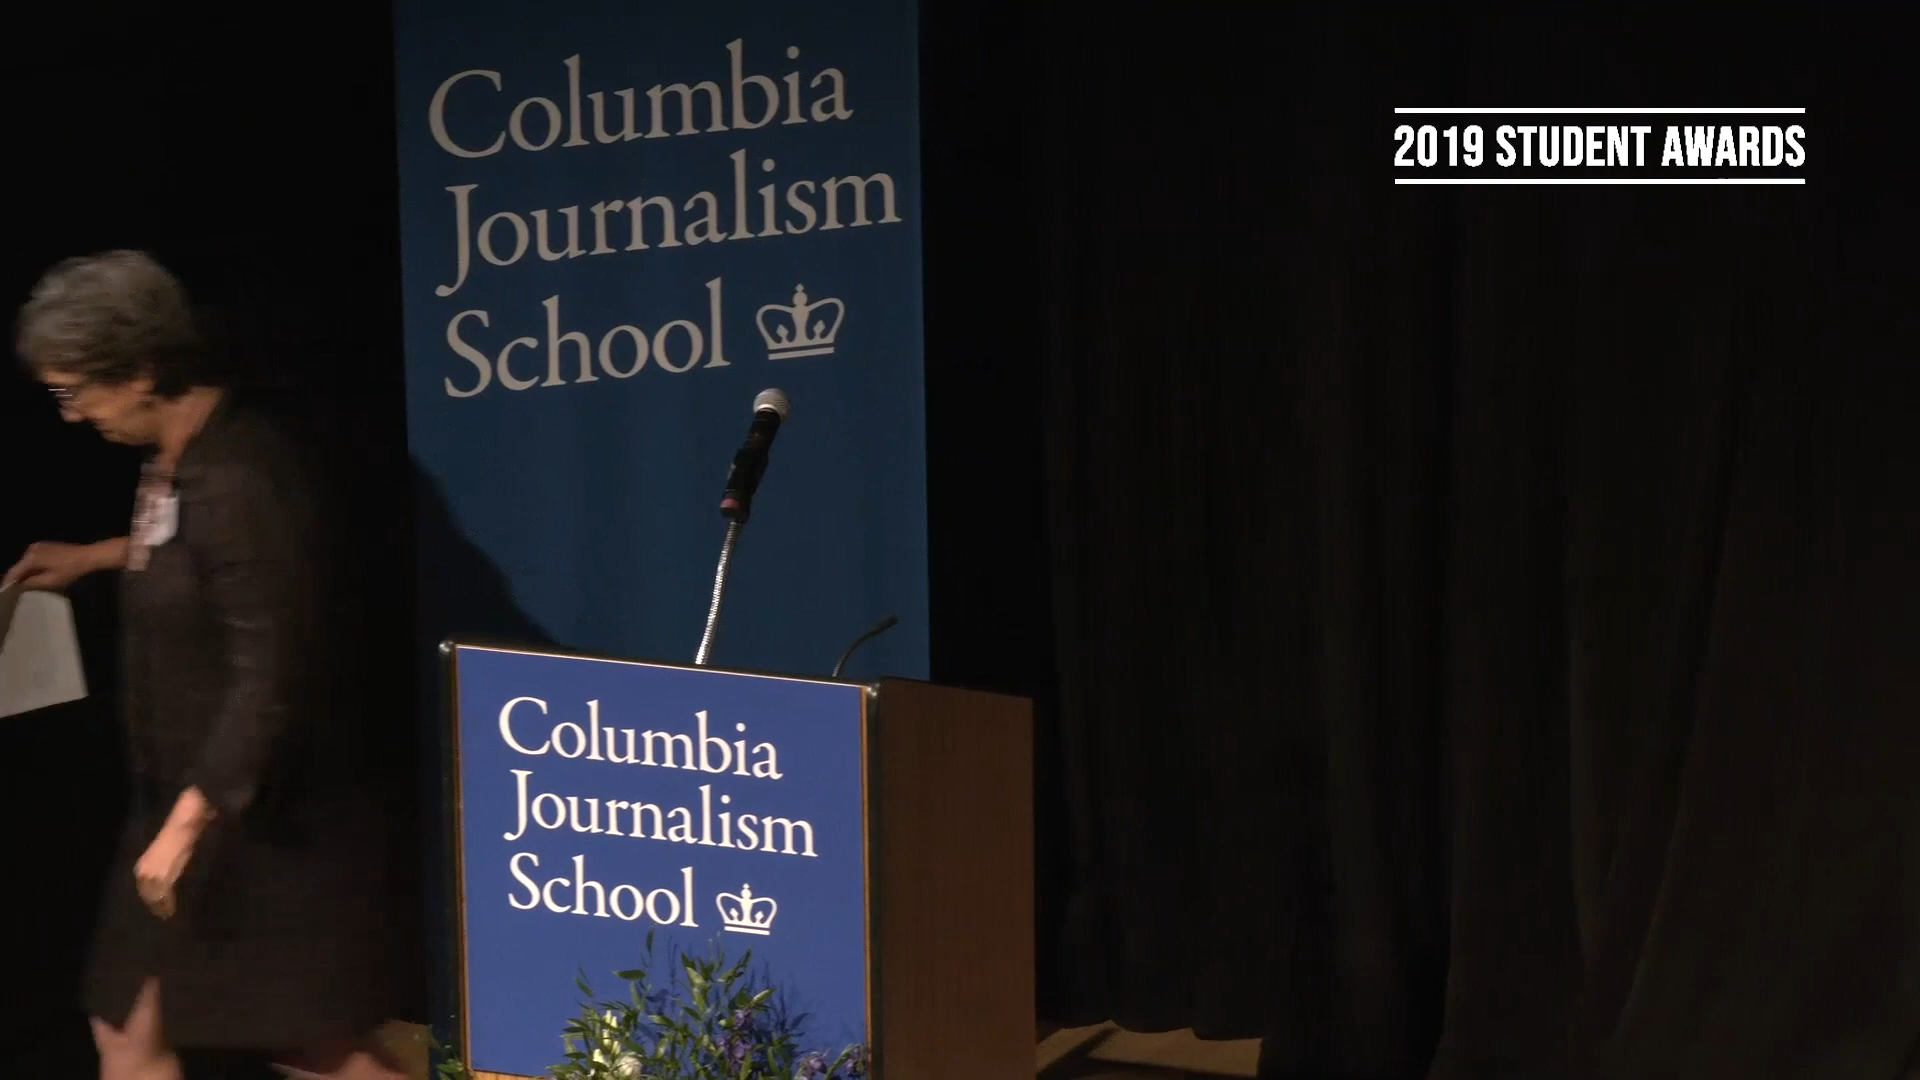 Columbia
Journalism
School
2019 STUDENT AWARDS
Columbia
Journalism
School